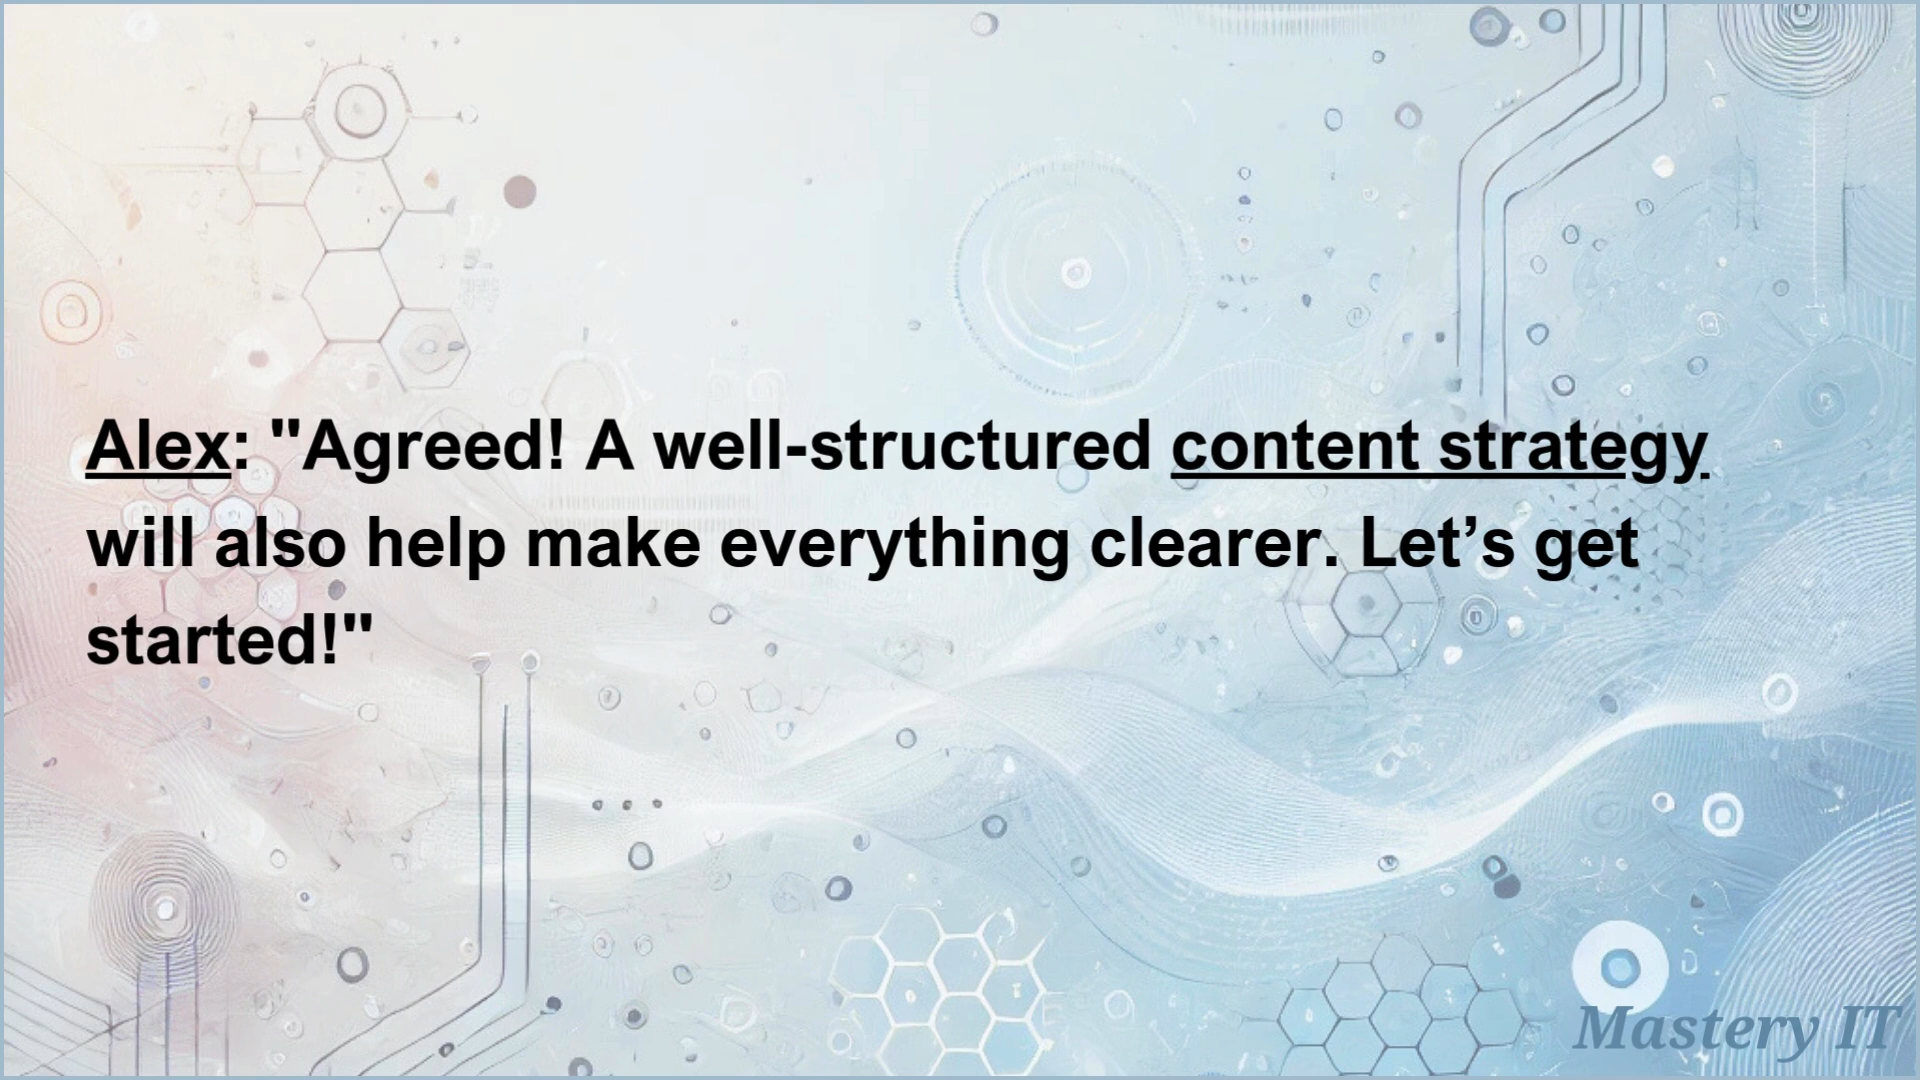 Alex: "Agreed! A well-structured content strategy
will also help make everything clearer. Let’s get
started!"
Mastery IT